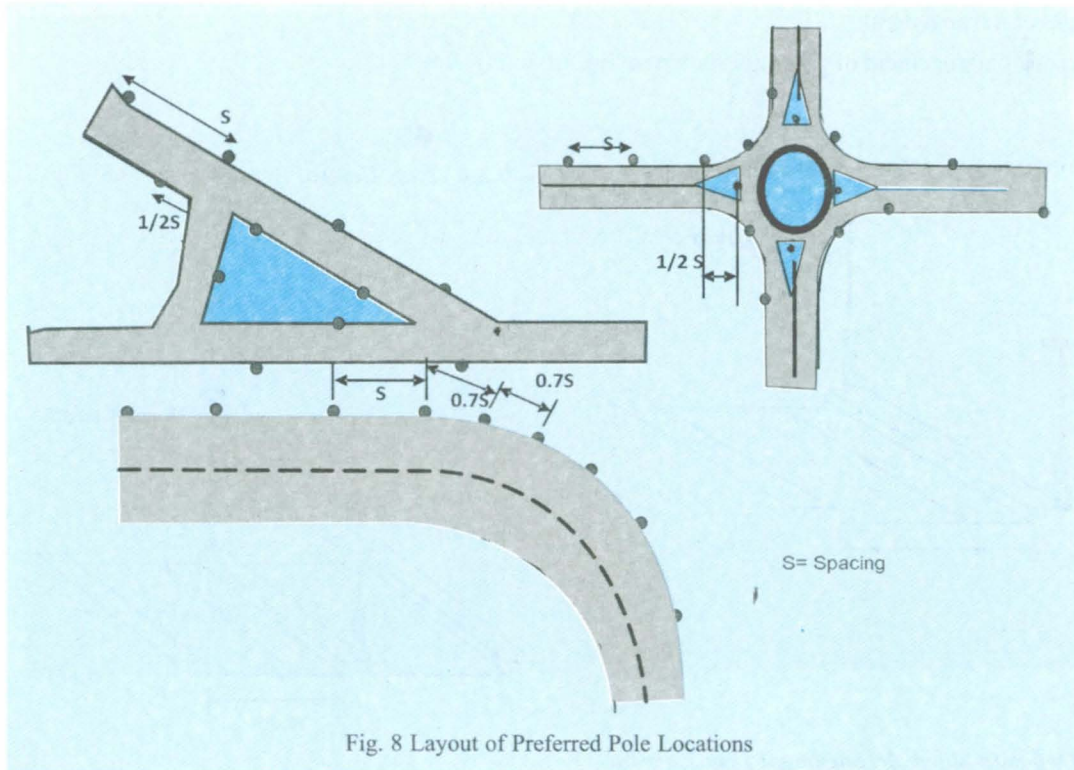 S
S
1/2S
1/2 S
S
0.7S
0.7S
S= Spacing
Fig. 8 Layout of Preferred Pole Locations